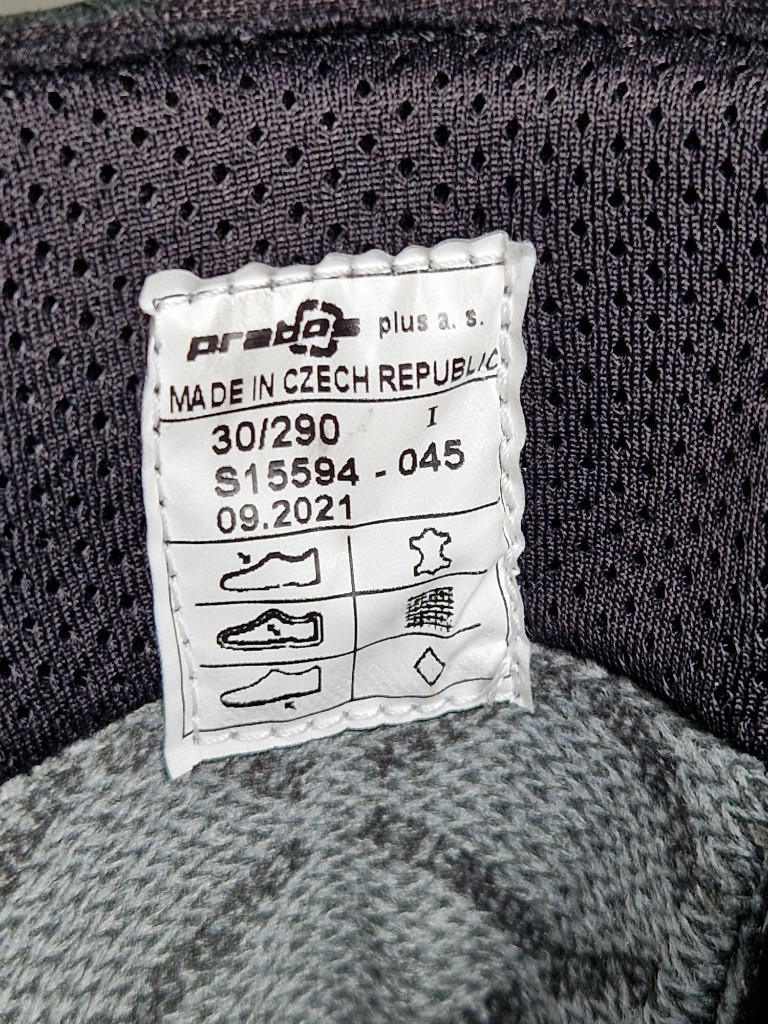 prabos plus a. s.
MADE IN CZECH REPUBLIC
30/290 I
S15594 - 045
09.2021